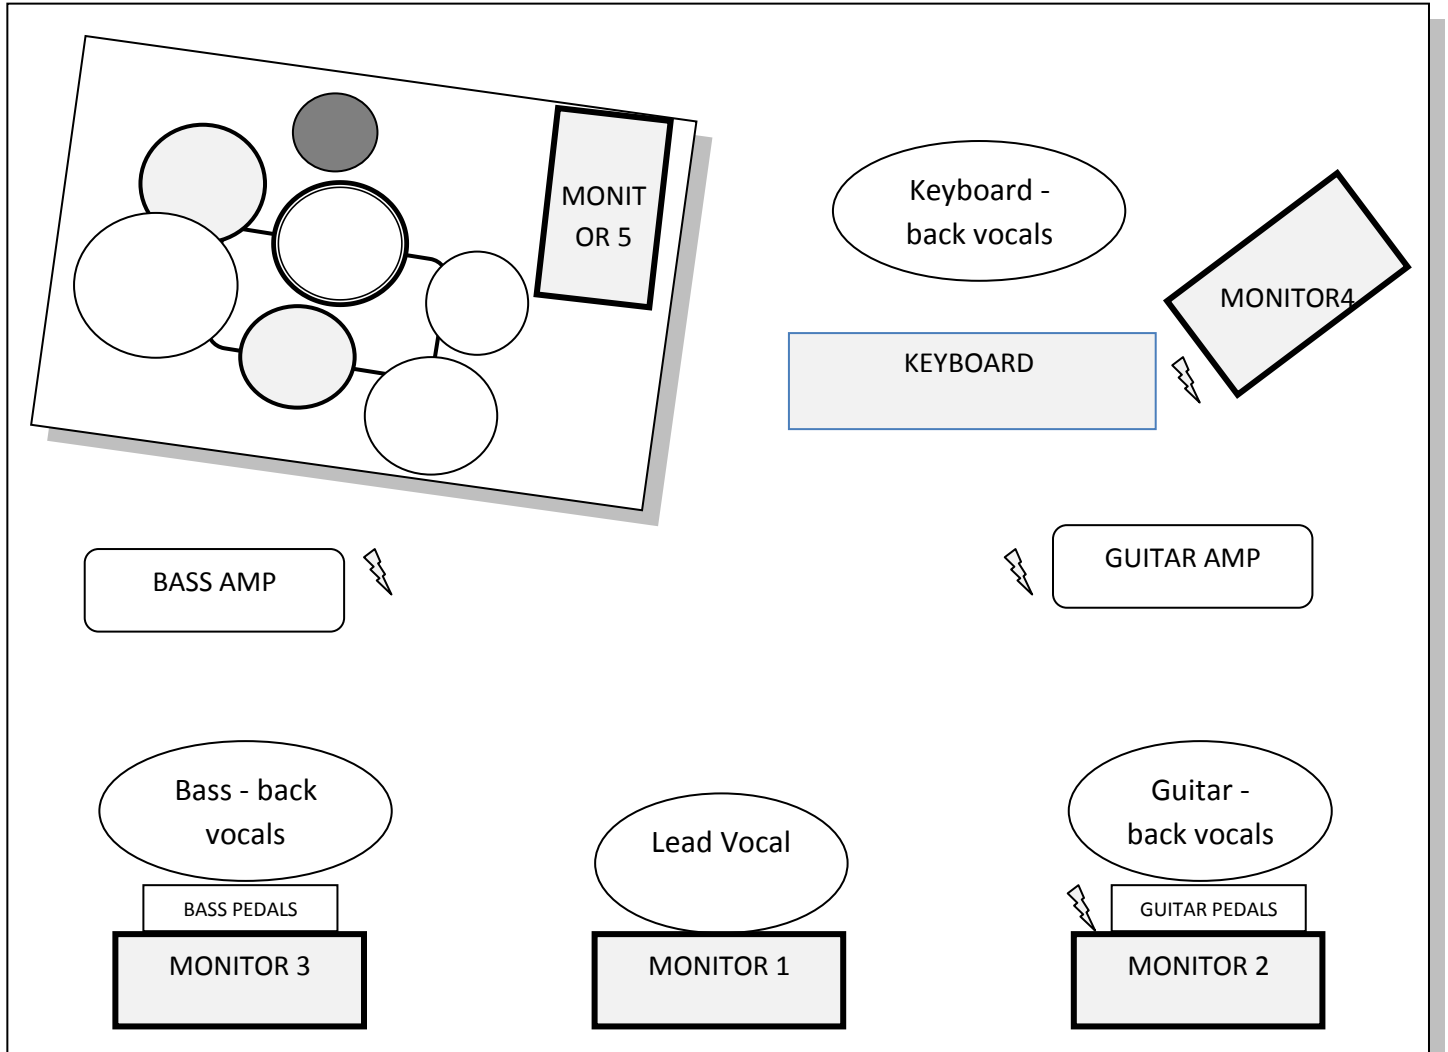 MONIT
OR 5
Keyboard -
back vocals
MONITOR4
KEYBOARD
BASS AMP
GUITAR AMP
Bass - back
vocals
Lead Vocal
Guitar -
back vocals
BASS PEDALS
GUITAR PEDALS
MONITOR 3
MONITOR 1
MONITOR 2